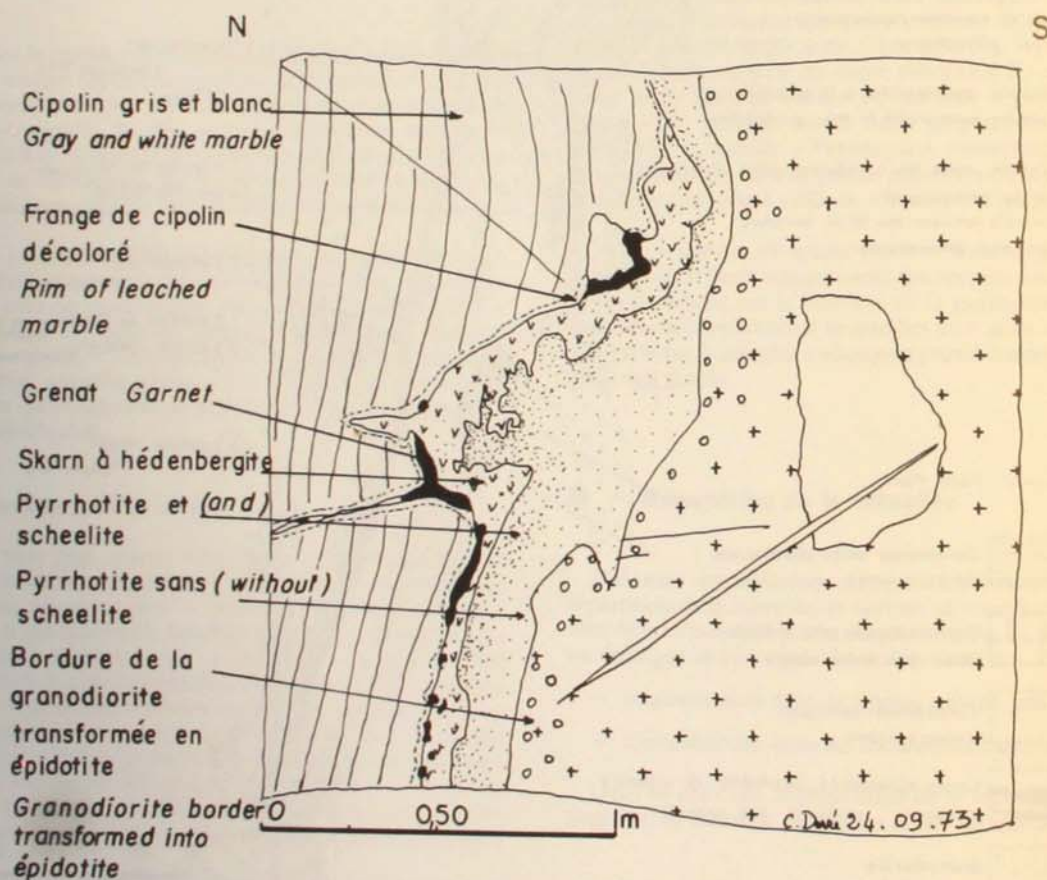 N
S
Cipolin gris et blanc
Gray and white marble
Frange de cipolin
décoloré
Rim of leached
marble
Grenat Garnet
Skarn à hédenbergite
Pyrrhotite et (and)
scheelite
Pyrrhotite sans (without)
scheelite
Bordure de la
granodiorite
transformée en
épidotite
Granodiorite border
transformed into
épidotite
0 0,50 1m
24.09.73